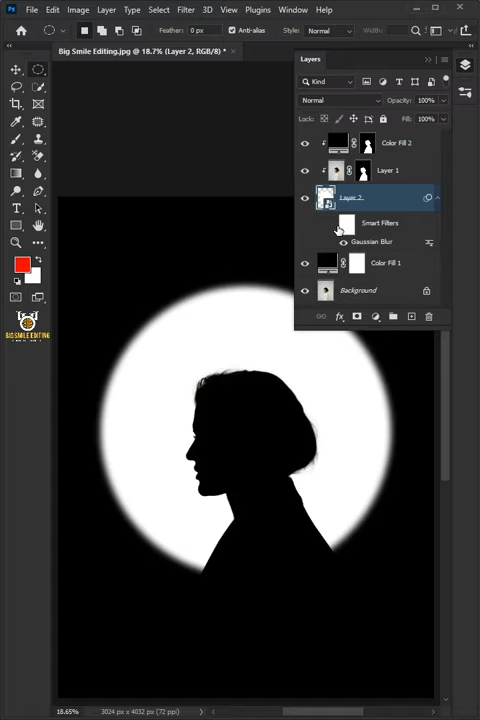 Ps File Edit Image Layer Type Select Filter 3D View Plugins Window Help
Feather: 0 px Anti-alias Style: Normal Width:
Big Smile Editing.jpg @ 18.7% (Layer 2, RGB/8) * ×
Layers
Kind
Normal Opacity: 100%
Lock: Fill: 100%
Color Fill 2
Layer 1
Layer 2
Smart Filters
Gaussian Blur
Color Fill 1
Background
fx
BIG SMILE EDITING
18.65% 3024 px x 4032 px (72 ppi)